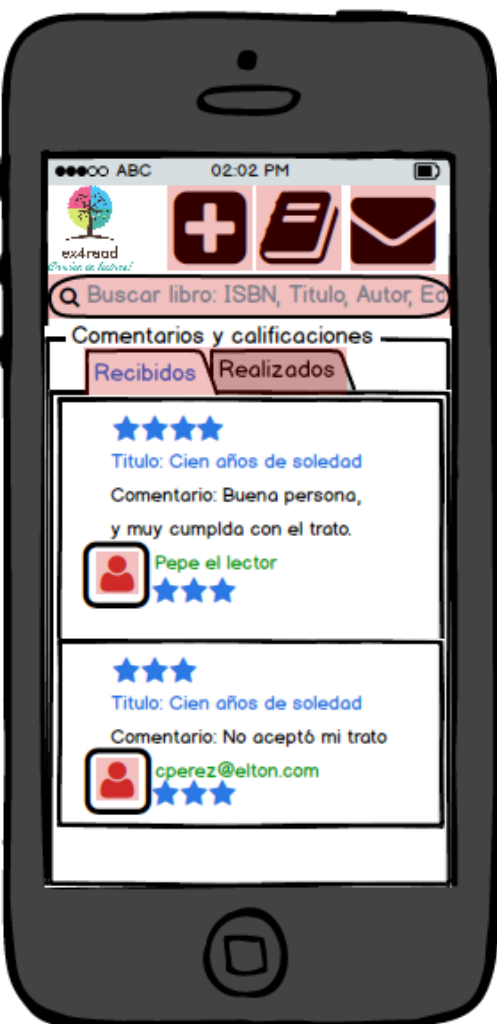 ABC 02:02 PM
ex4read
Buscar libro: ISBN, Titulo, Autor, Ed
Comentarios y calificaciones
Recibidos Realizados
Titulo: Cien años de soledad
Comentario: Buena persona,
y muy cumplda con el trato.
Pepe el lector
Titulo: Cien años de soledad
Comentario: No aceptó mi trato
cperez@elton.com